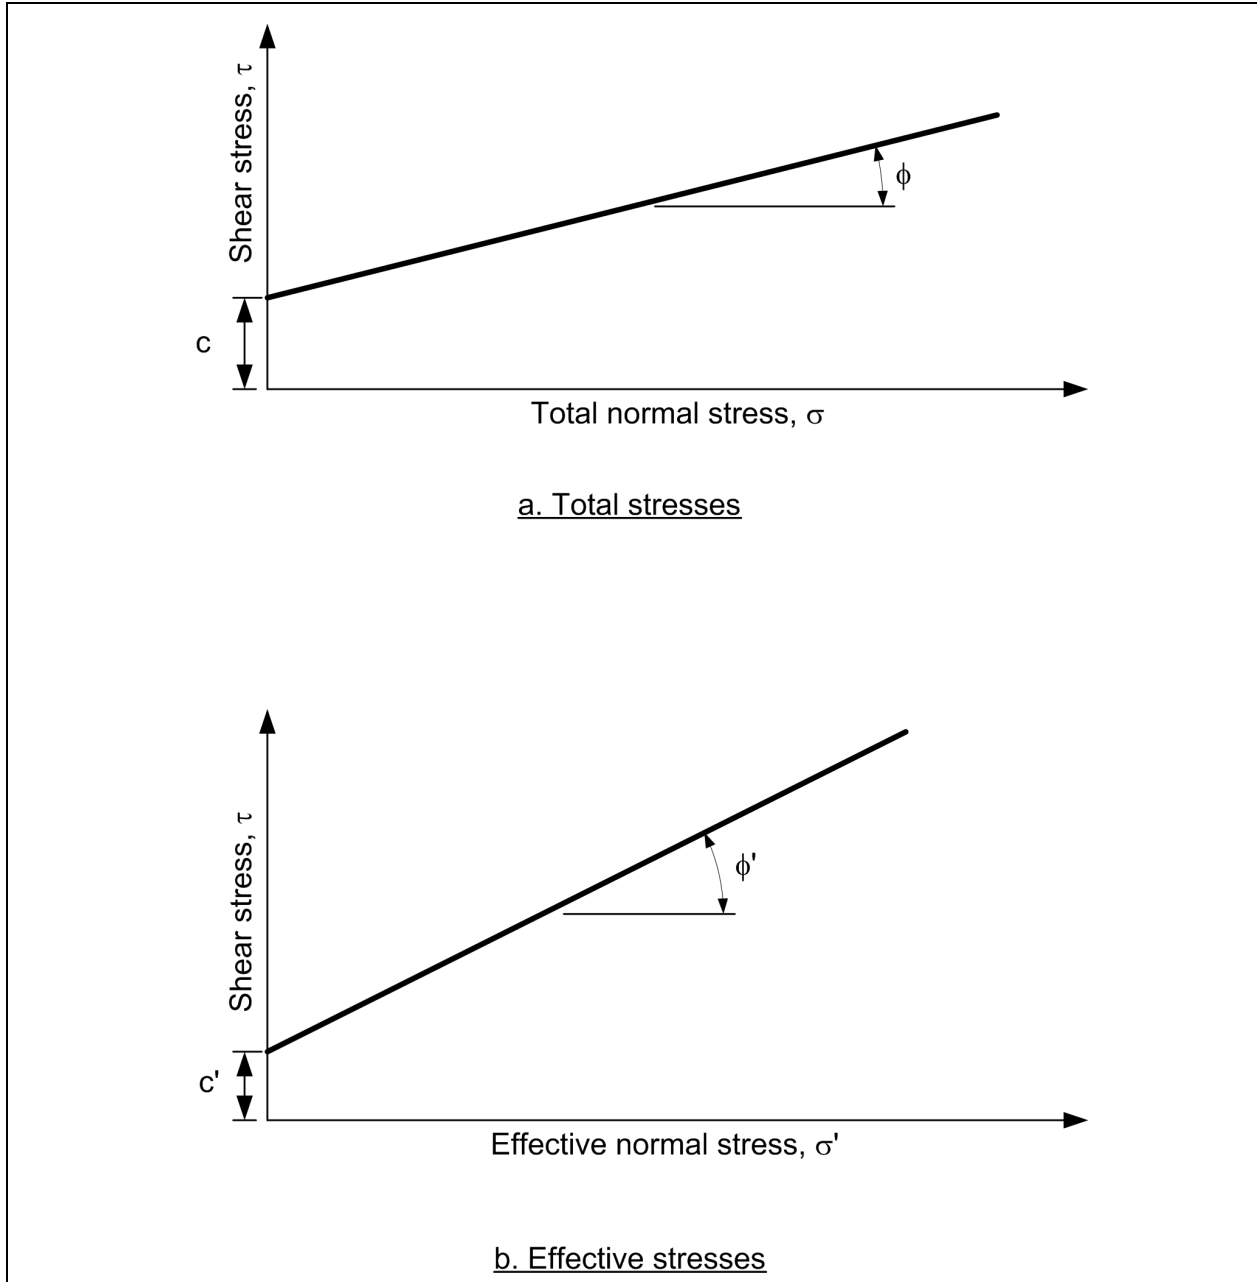 Shear stress, τ
ϕ
c
Total normal stress, σ
a. Total stresses
Shear stress, τ
ϕ'
c'
Effective normal stress, σ'
b. Effective stresses